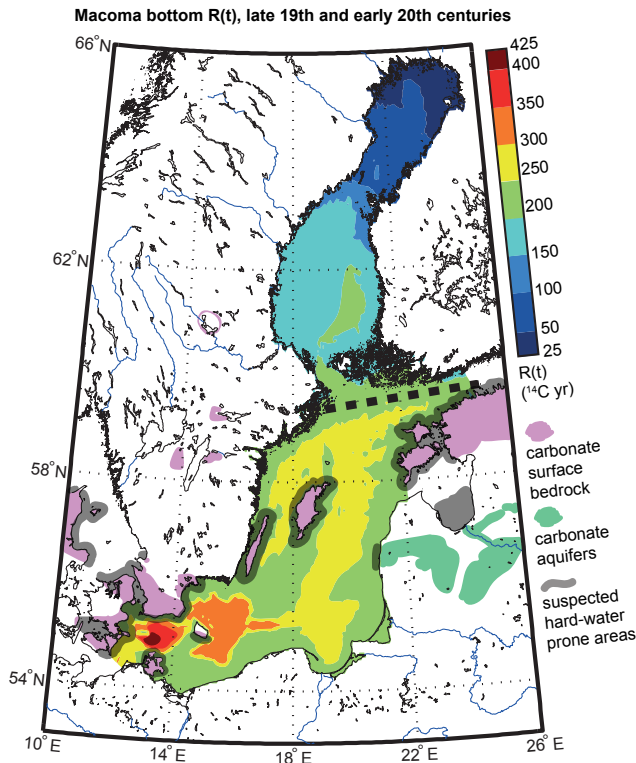 Macoma bottom R(t), late 19th and early 20th centuries
66°N
62°N
58°N
54°N
10°E
14°E
18°E
22°E
26°E
425
400
350
300
250
200
150
100
50
25
R(t)
(¹⁴C yr)
carbonate
surface
bedrock
carbonate
aquifers
suspected
hard-water
prone areas